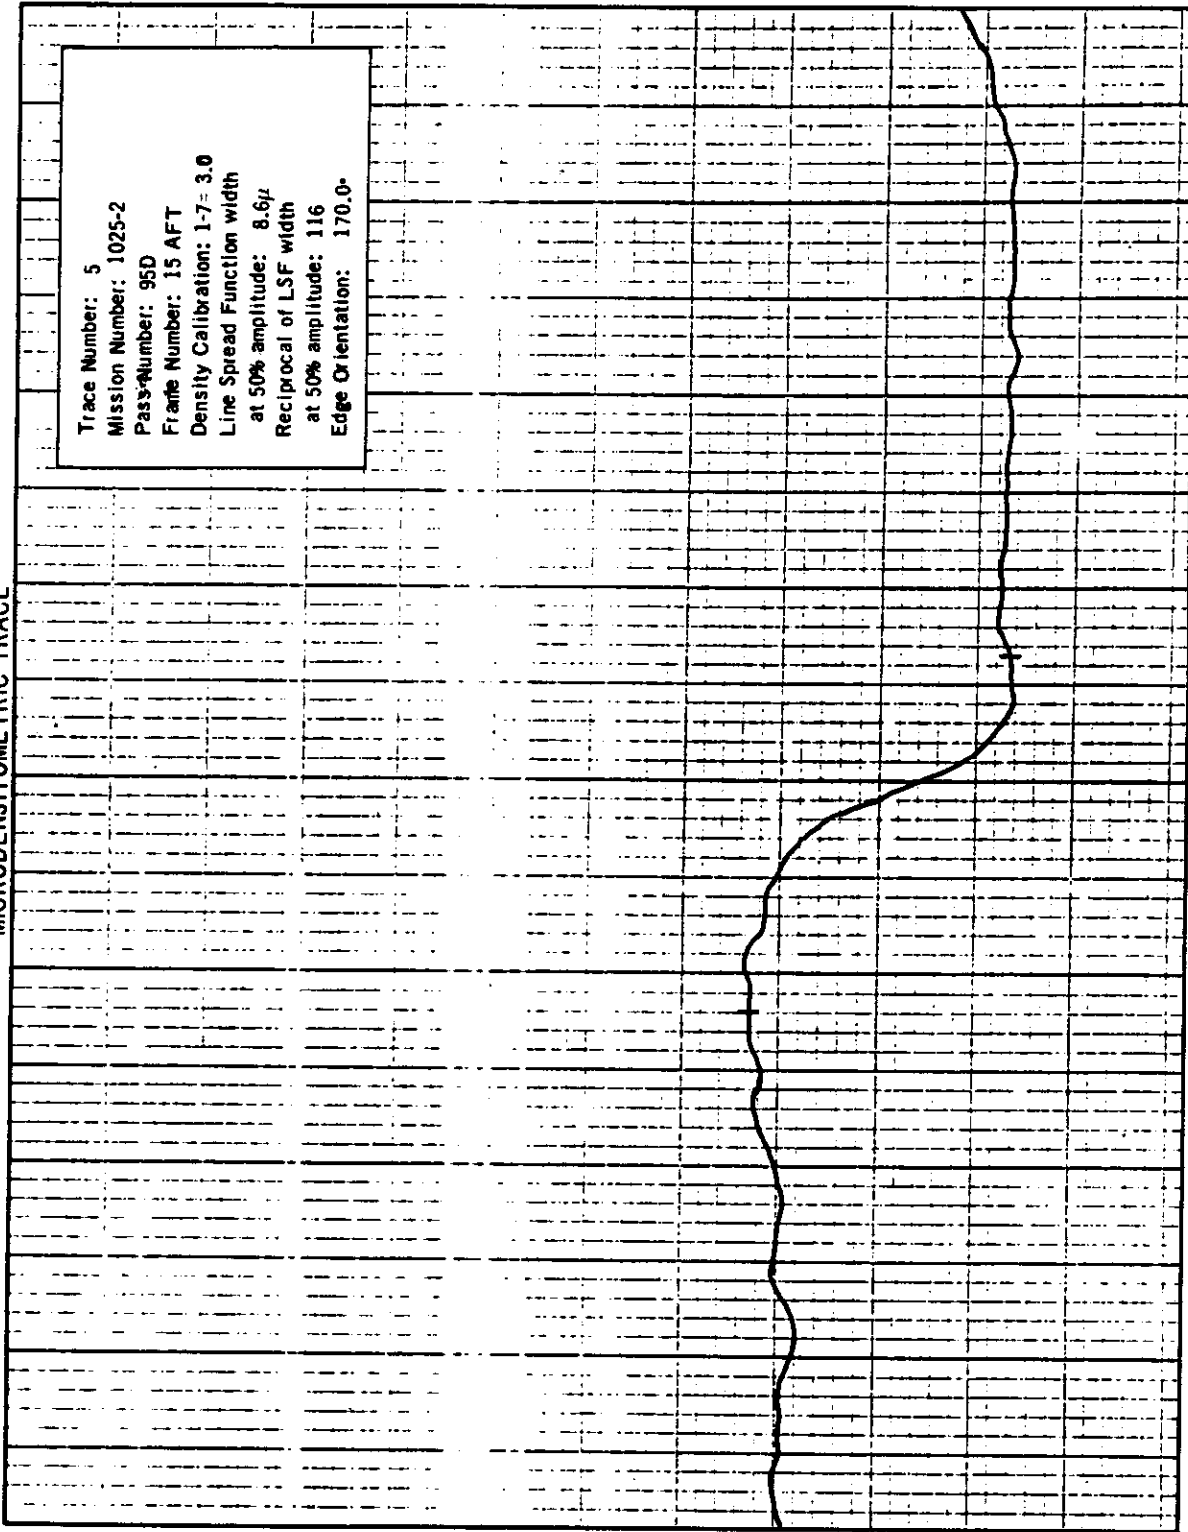 MICRODENSITOMETRIC TRACE
Trace Number: 5
Mission Number: 1025-2
Pass Number: 95D
Frame Number: 15 AFT
Density Calibration: 1-7= 3.0
Line Spread Function width
at 50% amplitude: 8.6μ
Reciprocal of LSF width
at 50% amplitude: 116
Edge Orientation: 170.0°